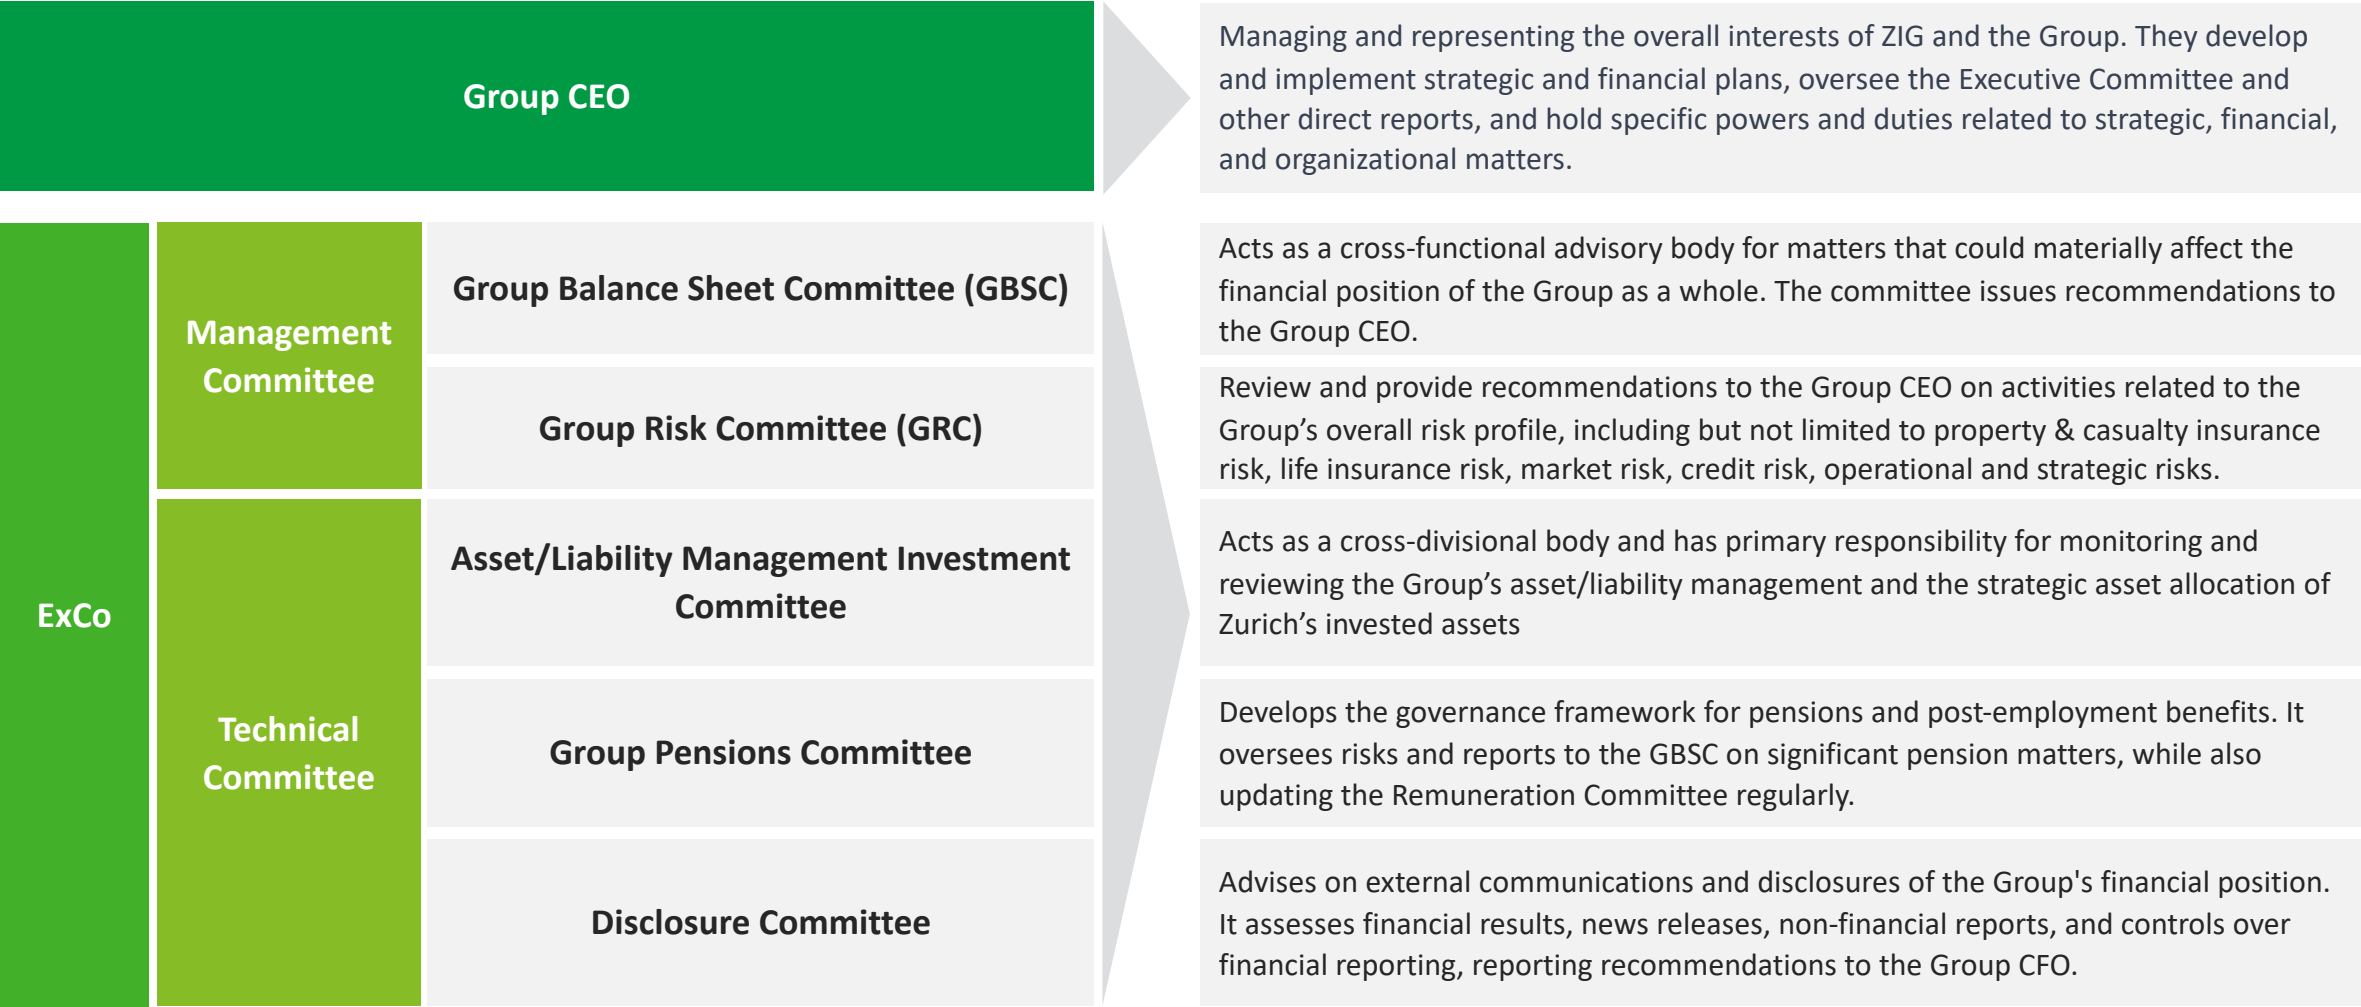 Group CEO
Managing and representing the overall interests of ZIG and the Group. They develop
and implement strategic and financial plans, oversee the Executive Committee and
other direct reports, and hold specific powers and duties related to strategic, financial,
and organizational matters.
ExCo
Management
Committee
Group Balance Sheet Committee (GBSC)
Acts as a cross-functional advisory body for matters that could materially affect the
financial position of the Group as a whole. The committee issues recommendations to
the Group CEO.
Group Risk Committee (GRC)
Review and provide recommendations to the Group CEO on activities related to the
Group’s overall risk profile, including but not limited to property & casualty insurance
risk, life insurance risk, market risk, credit risk, operational and strategic risks.
Technical
Committee
Asset/Liability Management Investment
Committee
Acts as a cross-divisional body and has primary responsibility for monitoring and
reviewing the Group’s asset/liability management and the strategic asset allocation of
Zurich’s invested assets
Group Pensions Committee
Develops the governance framework for pensions and post-employment benefits. It
oversees risks and reports to the GBSC on significant pension matters, while also
updating the Remuneration Committee regularly.
Disclosure Committee
Advises on external communications and disclosures of the Group's financial position.
It assesses financial results, news releases, non-financial reports, and controls over
financial reporting, reporting recommendations to the Group CFO.